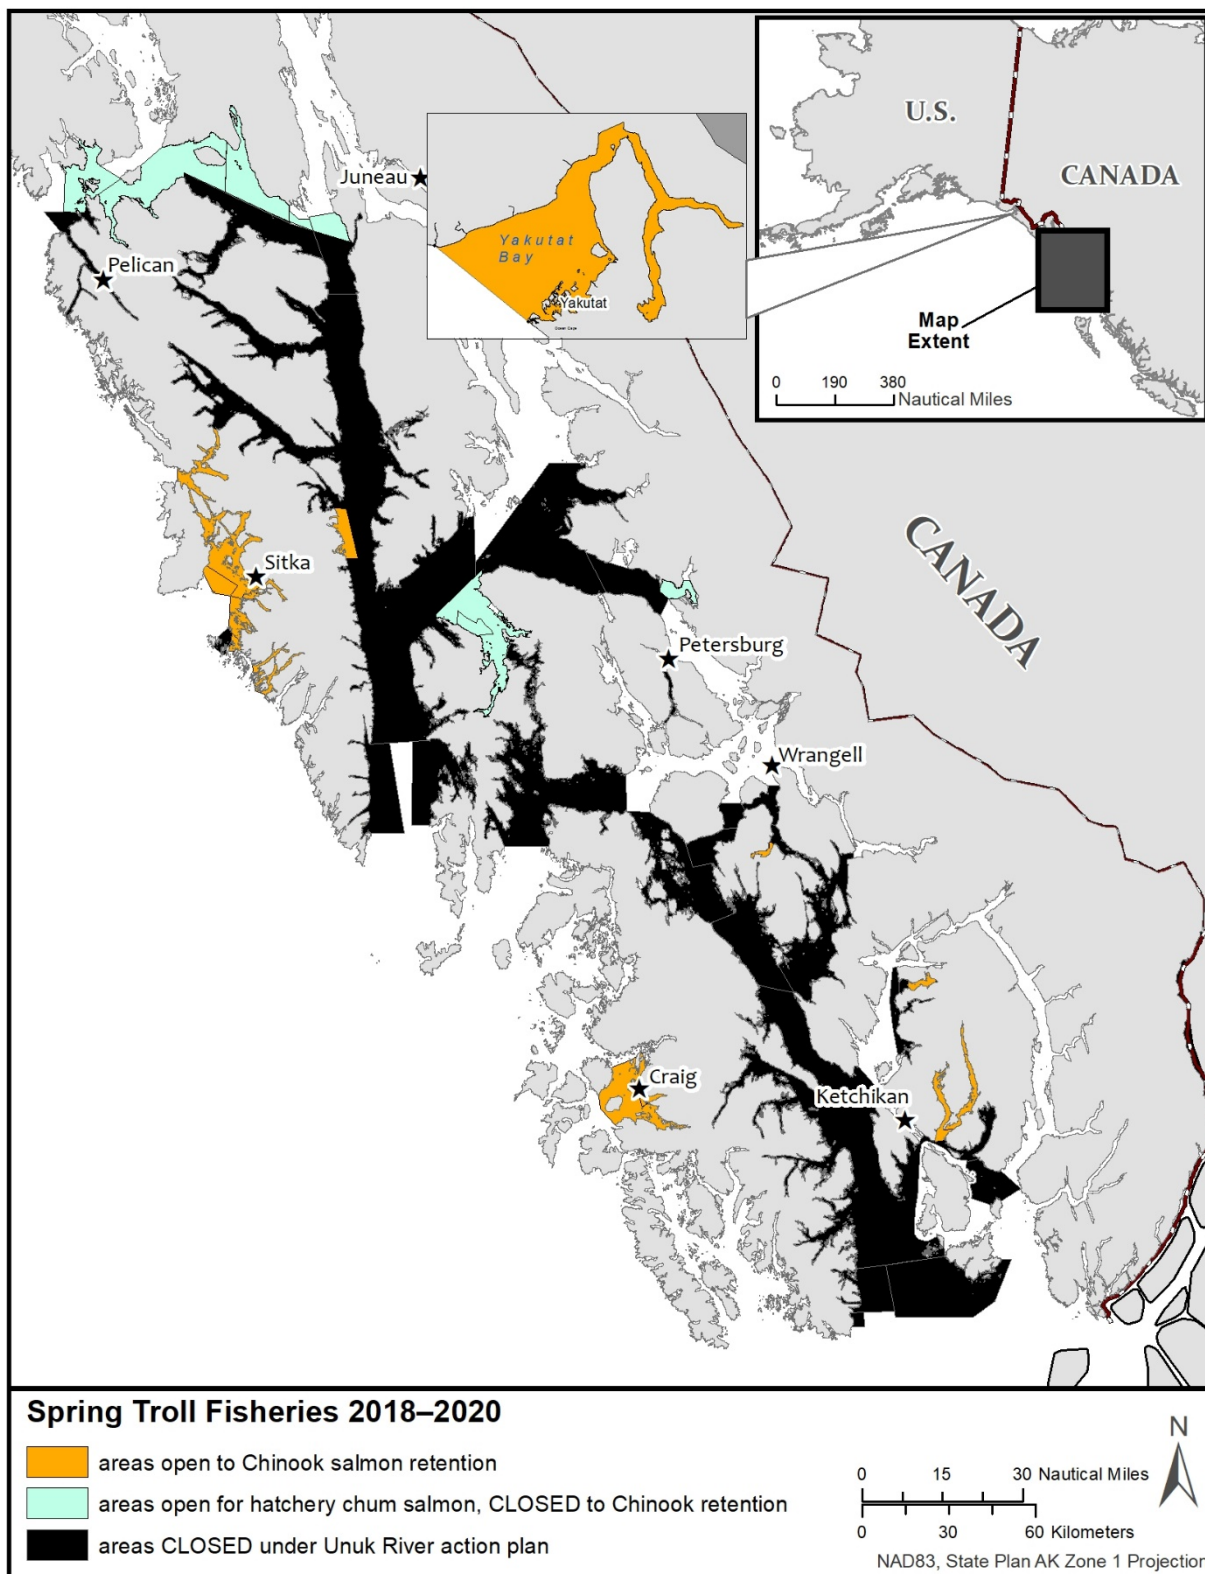 U.S.
CANADA
Map
Extent
0 190 380
Nautical Miles
Juneau
Yakutat
Bay
Yakutat
Pelican
CANADA
Sitka
Petersburg
Wrangell
Craig
Ketchikan
Spring Troll Fisheries 2018–2020
areas open to Chinook salmon retention
areas open for hatchery chum salmon, CLOSED to Chinook retention
areas CLOSED under Unuk River action plan
N
0 15 30 Nautical Miles
0 30 60 Kilometers
NAD83, State Plan AK Zone 1 Projection